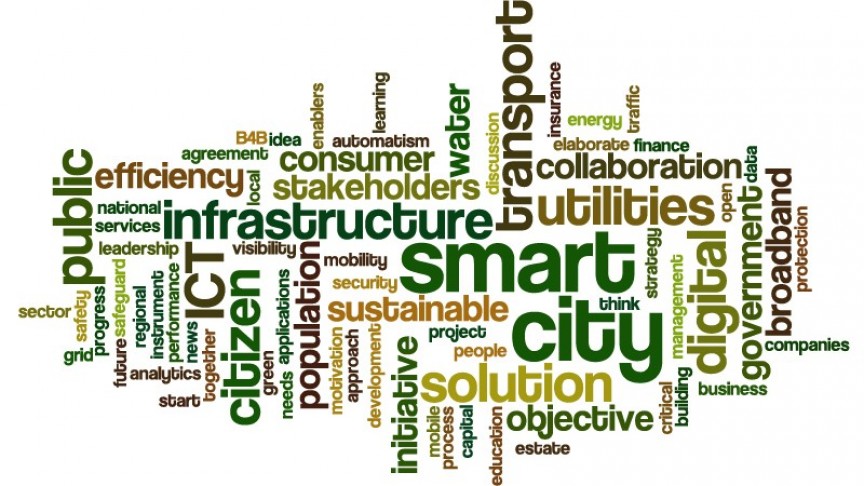 transport
learning
enablers
water
insurance
traffic
energy
B4B
idea
automatism
discussion
elaborate
finance
agreement
consumer
collaboration
data
public
efficiency
local
stakeholders
utilities
open
government
broadband
protection
national
services
infrastructure
leadership
visibility
mobility
smart
strategy
digital
ICT
citizen
population
security
management
sector
safety
progress
safeguard
regional
instrument
performance
news
together
applications
sustainable
think
city
project
people
companies
grid
future
analytics
green
needs
motivation
approach
development
initiative
solution
business
start
mobile
process
capital
education
objective
critical
building
estate